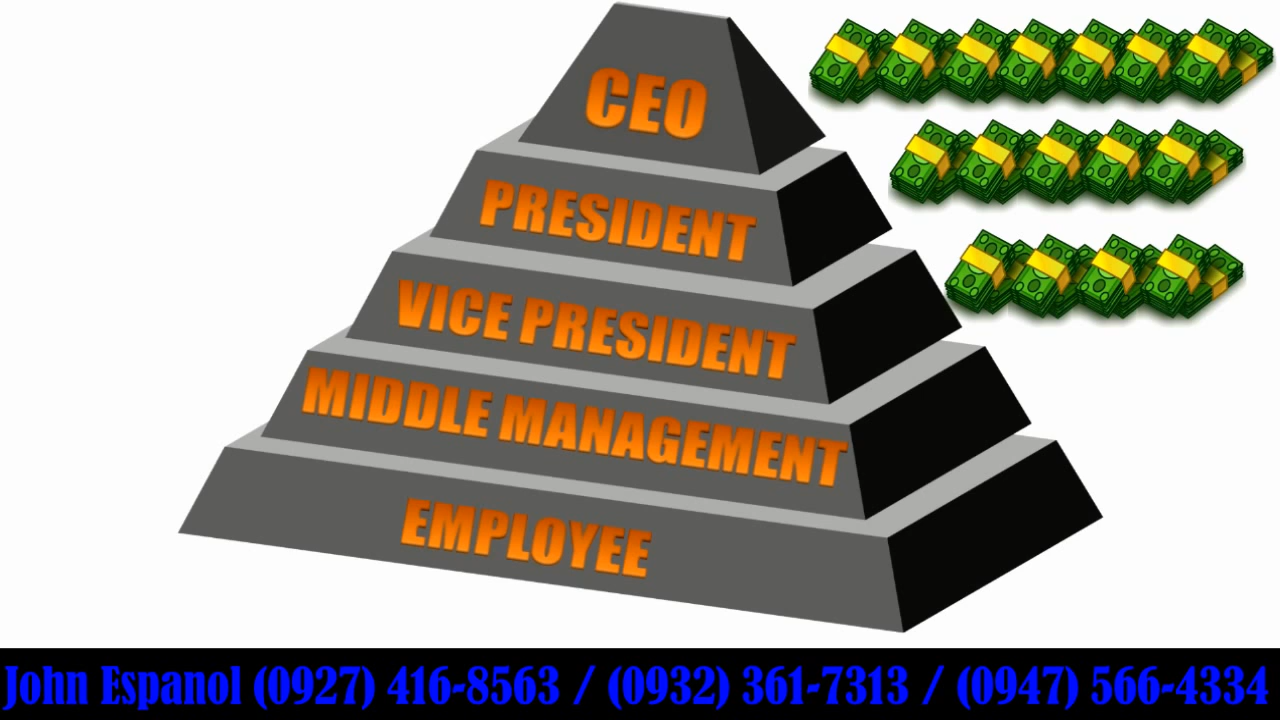 CEO
PRESIDENT
VICE PRESIDENT
MIDDLE MANAGEMENT
EMPLOYEE
John Espanol (0927) 416-8563 / (0932) 361-7313 / (0947) 566-4334